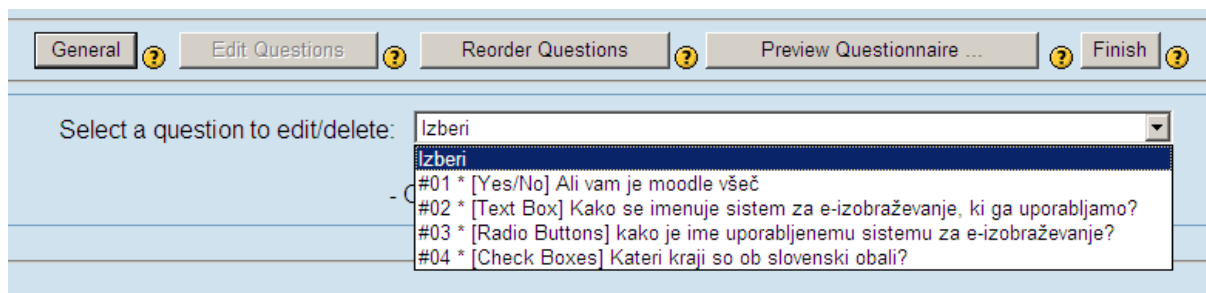 General ? Edit Questions ? Reorder Questions ? Preview Questionnaire ... ? Finish ?
Select a question to edit/delete: Izberi
Izberi
#01 * [Yes/No] Ali vam je moodle všeč
#02 * [Text Box] Kako se imenuje sistem za e-izobraževanje, ki ga uporabljamo?
#03 * [Radio Buttons] kako je ime uporabljenemu sistemu za e-izobraževanje?
#04 * [Check Boxes] Kateri kraji so ob slovenski obali?